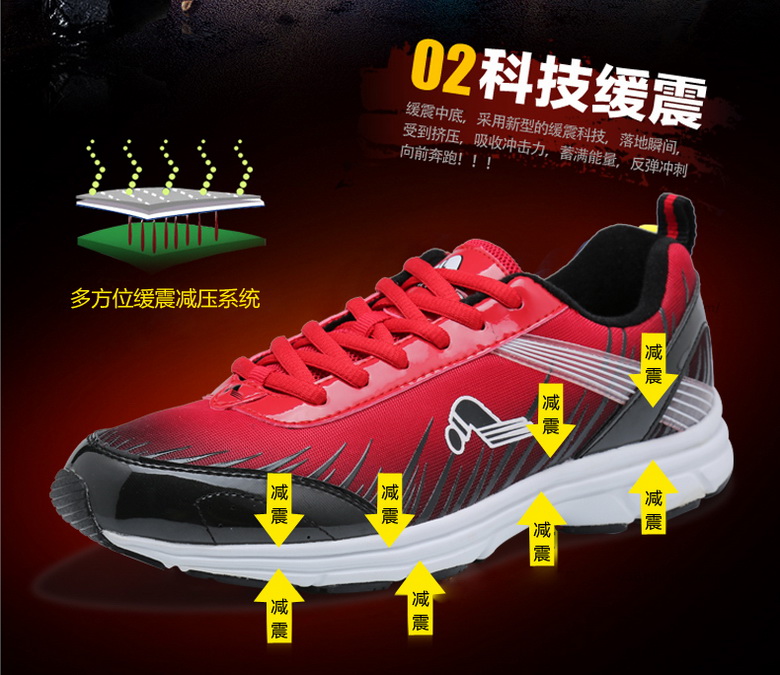 02科技缓震
缓震中底，采用新型的缓震科技，落地瞬间，
受到挤压，吸收冲击力，蓄满能量，反弹冲刺
向前奔跑！！！
多方位缓震减压系统
减震
减震
减震
减震
减震
减震
减震
减震